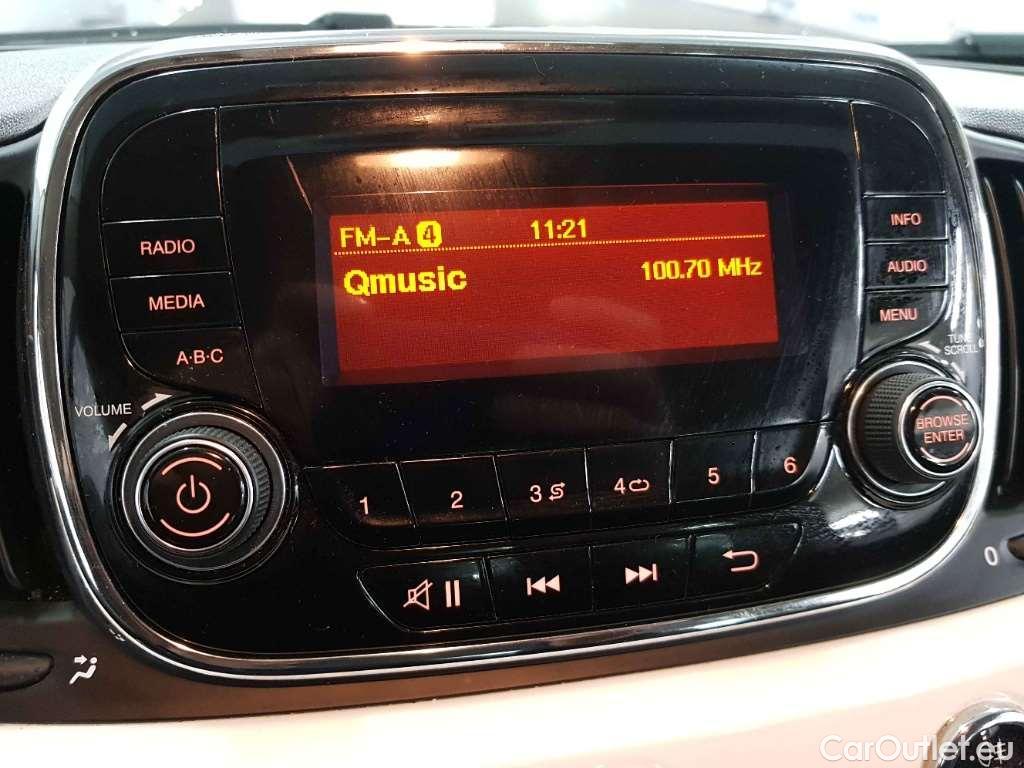 FM-A 4 11:21
Qmusic 100.70 MHz
RADIO
MEDIA
A·B·C
VOLUME
INFO
AUDIO
MENU
TUNE
SCROLL
BROWSE
ENTER
1 2 3 4 5 6
0
CarOutlet.eu